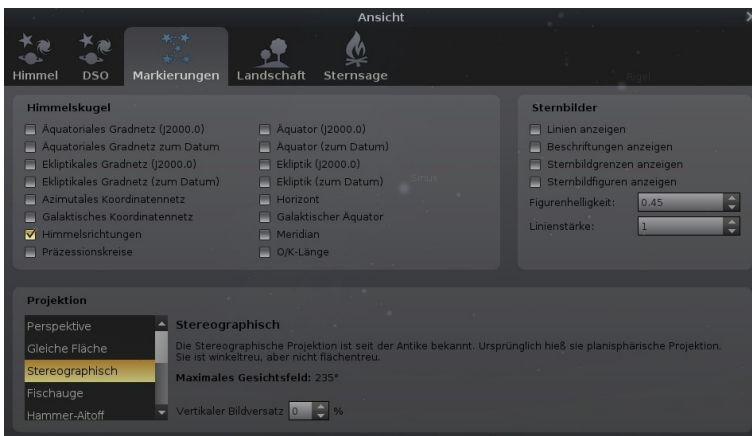 Ansicht
Himmel DSO Markierungen Landschaft Sternsage
Rigel
Himmelskugel
Äquatoriales Gradnetz (J2000.0) Äquator (J2000.0)
Äquatoriales Gradnetz zum Datum Äquator (zum Datum)
Ekliptikales Gradnetz (J2000.0) Ekliptik (J2000.0)
Ekliptikales Gradnetz (zum Datum) Ekliptik (zum Datum)
Azimutales Koordinatennetz Horizont
Galaktisches Koordinatennetz Galaktischer Äquator
Himmelsrichtungen Meridian
Präzessionskreise O/K-Länge
Sirius
Sternbilder
Linien anzeigen
Beschriftungen anzeigen
Sternbildgrenzen anzeigen
Sternbildfiguren anzeigen
Figurenhelligkeit: 0.45
Linienstärke: 1
Projektion
Perspektive
Gleiche Fläche
Stereographisch
Fischauge
Hammer-Aitoff
Stereographisch
Die Stereographische Projektion ist seit der Antike bekannt. Ursprünglich hieß sie planisphärische Projektion.
Sie ist winkeltreu, aber nicht flächentreu.
Maximales Gesichtsfeld: 235°
Vertikaler Bildversatz 0 %